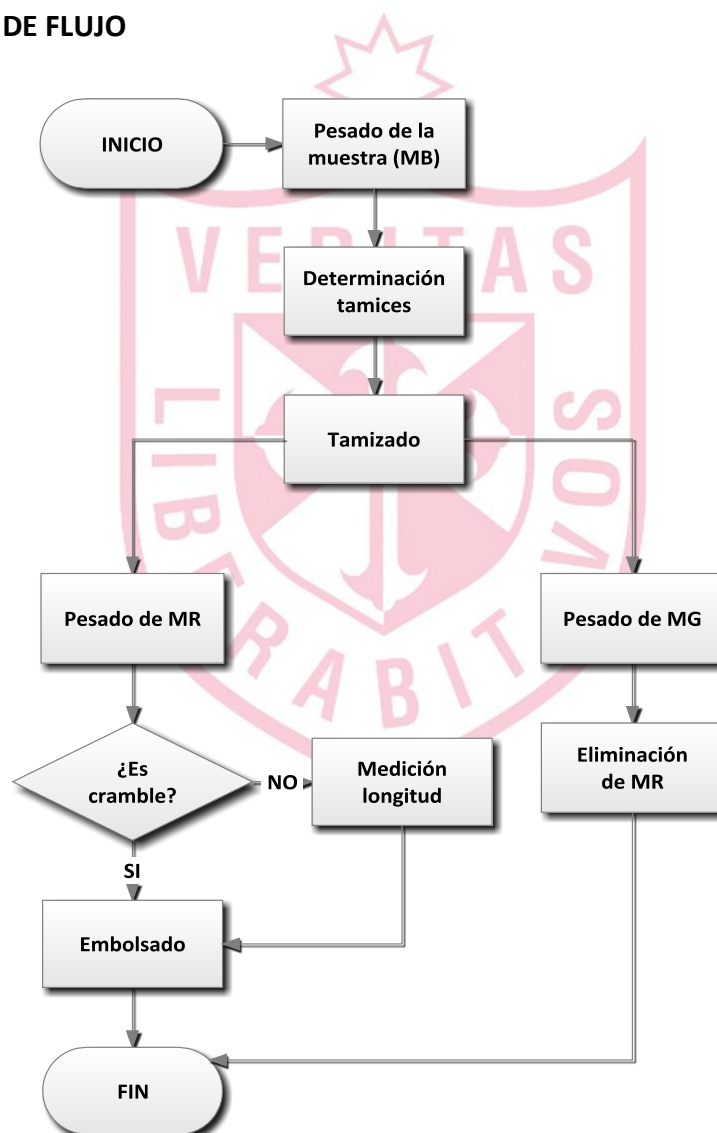 DE FLUJO
INICIO
Pesado de la
muestra (MB)
VERITAS
Determinación
tamices
LIBERABIT VOS
Tamizado
Pesado de MR
Pesado de MG
¿Es
cramble?
NO
Medición
longitud
Eliminación
de MR
SI
Embolsado
FIN